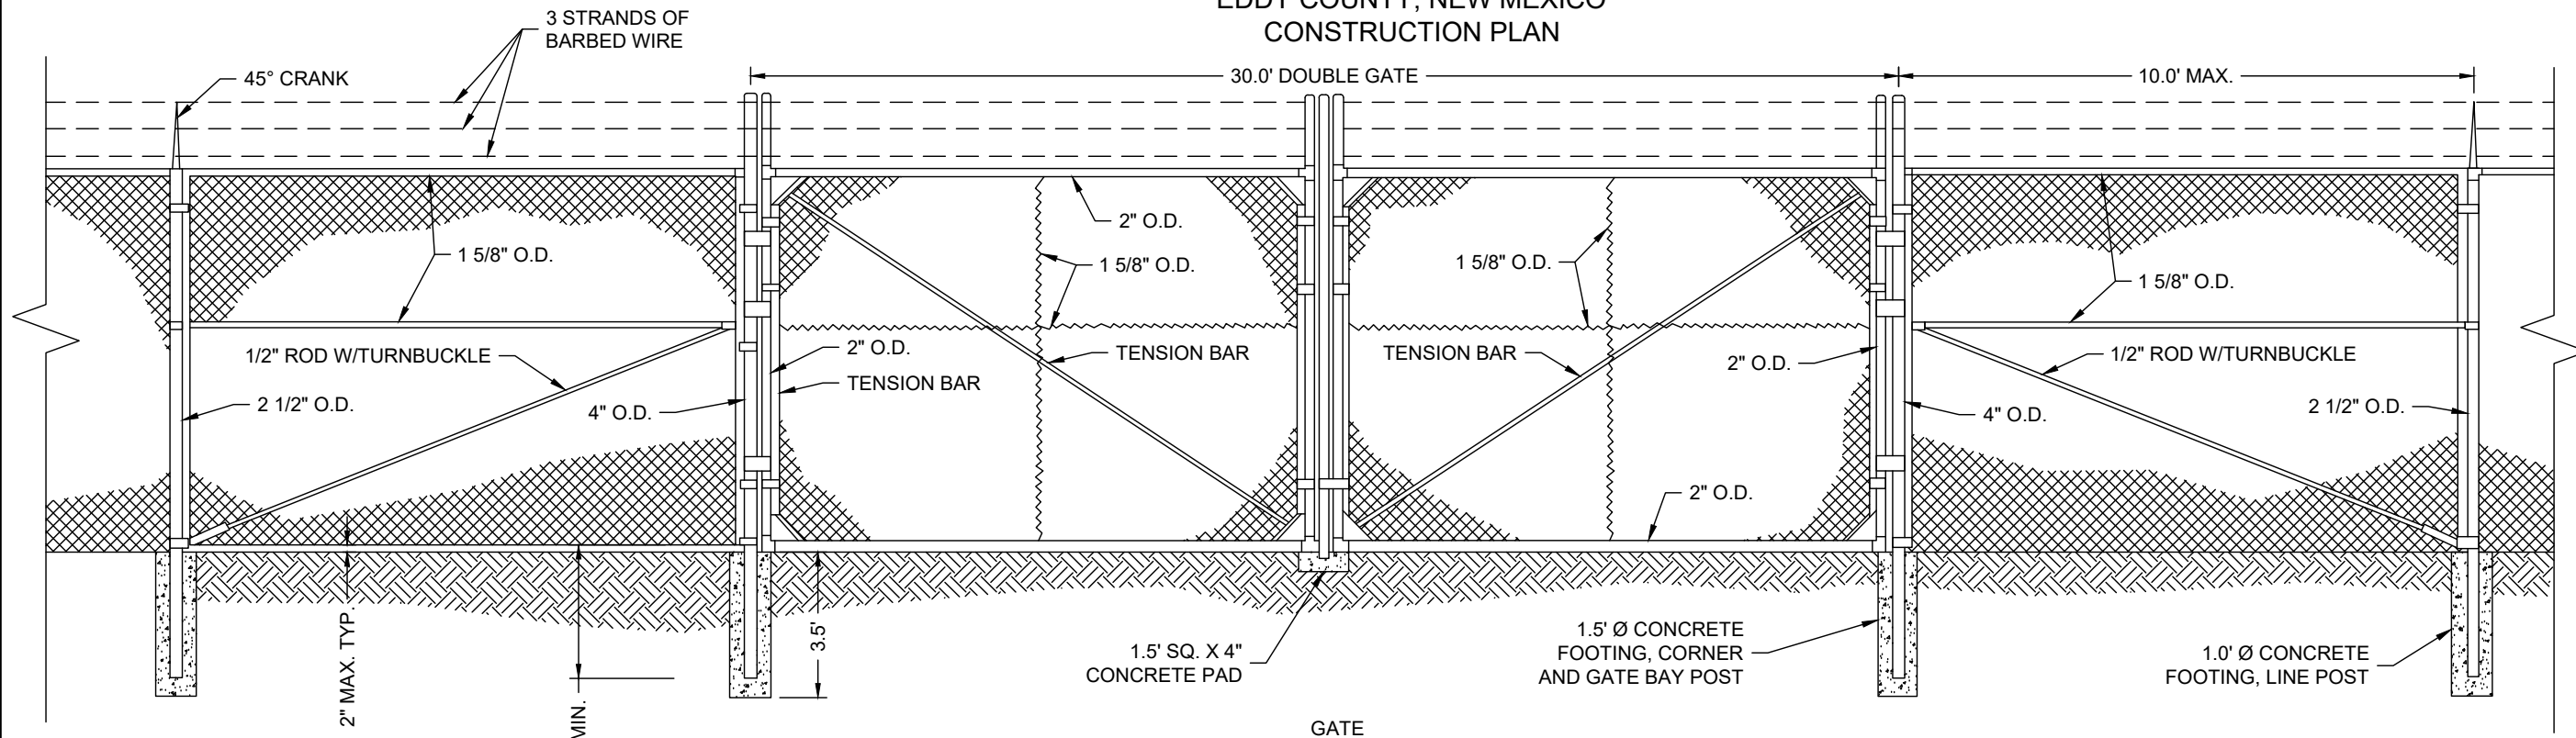 EDDY COUNTY, NEW MEXICO
CONSTRUCTION PLAN
3 STRANDS OF
BARBED WIRE
45° CRANK
30.0' DOUBLE GATE
10.0' MAX.
2" O.D.
1 5/8" O.D.
1 5/8" O.D.
1 5/8" O.D.
1 5/8" O.D.
1/2" ROD W/TURNBUCKLE
2" O.D.
TENSION BAR
TENSION BAR
TENSION BAR
2" O.D.
1/2" ROD W/TURNBUCKLE
2 1/2" O.D.
4" O.D.
4" O.D.
2 1/2" O.D.
2" O.D.
2" MAX. TYP.
MIN.
3.5'
1.5' SQ. X 4"
CONCRETE PAD
1.5' Ø CONCRETE
FOOTING, CORNER
AND GATE BAY POST
1.0' Ø CONCRETE
FOOTING, LINE POST
GATE